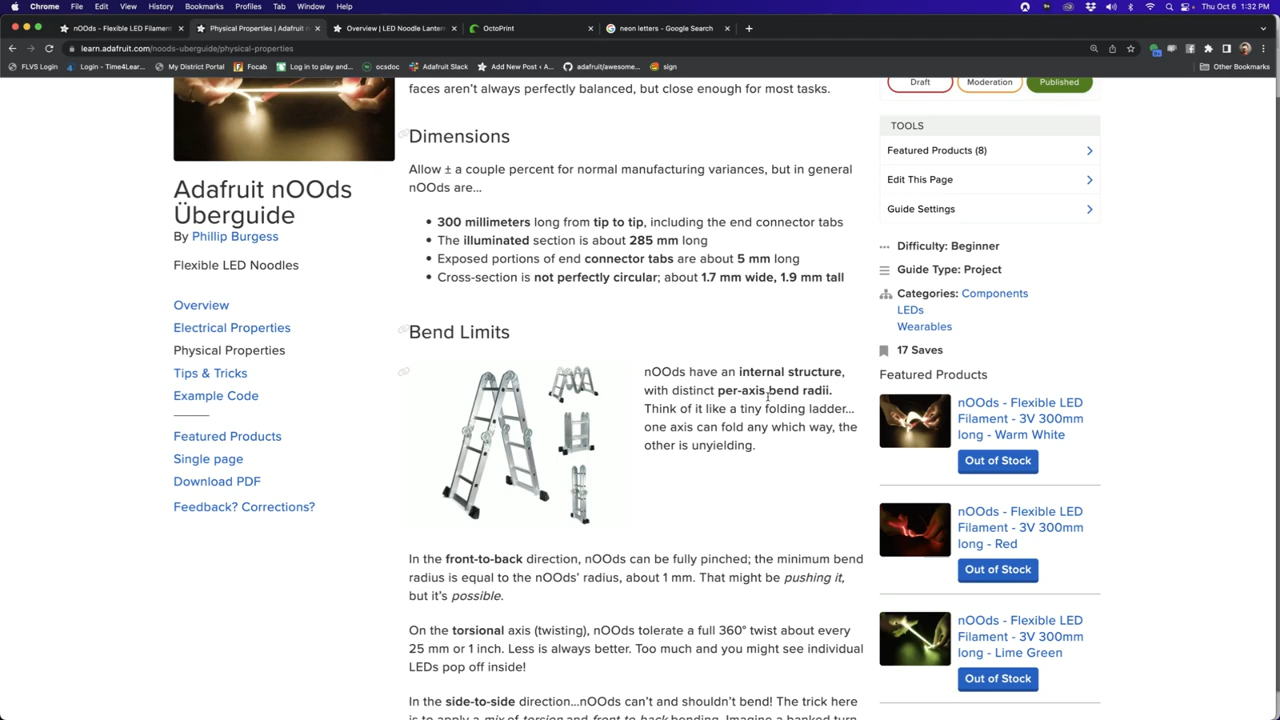 Chrome File Edit View History Bookmarks Profiles Tab Window Help
Thu Oct 6 1:32 PM
nOOds - Flexible LED Filament
Physical Properties | Adafruit n
Overview | LED Noodle Lantern
OctoPrint
neon letters - Google Search
learn.adafruit.com/noods-uberguide/physical-properties
FLVS Login
Login - Time4Lear...
My District Portal
Focab
Log in to play and...
ocsdoc
Adafruit Slack
Add New Post ‹ A...
adafruit/awesome...
sign
Other Bookmarks
faces aren't always perfectly balanced, but close enough for most tasks.
Dimensions
Allow ± a couple percent for normal manufacturing variances, but in general
nOOds are...
• 300 millimeters long from tip to tip, including the end connector tabs
• The illuminated section is about 285 mm long
• Exposed portions of end connector tabs are about 5 mm long
• Cross-section is not perfectly circular; about 1.7 mm wide, 1.9 mm tall
Bend Limits
nOOds have an internal structure,
with distinct per-axis bend radii.
Think of it like a tiny folding ladder...
one axis can fold any which way, the
other is unyielding.
In the front-to-back direction, nOOds can be fully pinched; the minimum bend
radius is equal to the nOOds' radius, about 1 mm. That might be pushing it,
but it's possible.
On the torsional axis (twisting), nOOds tolerate a full 360° twist about every
25 mm or 1 inch. Less is always better. Too much and you might see individual
LEDs pop off inside!
In the side-to-side direction...nOOds can't and shouldn't bend! The trick here
is to apply a mix of torsion and front-to-back bending. Imagine a banked turn
Adafruit nOOds
Überguide
By Phillip Burgess
Flexible LED Noodles
Overview
Electrical Properties
Physical Properties
Tips & Tricks
Example Code
Featured Products
Single page
Download PDF
Feedback? Corrections?
Draft
Moderation
Published
TOOLS
Featured Products (8)
Edit This Page
Guide Settings
Difficulty: Beginner
Guide Type: Project
Categories: Components
LEDs
Wearables
17 Saves
Featured Products
nOOds - Flexible LED
Filament - 3V 300mm
long - Warm White
Out of Stock
nOOds - Flexible LED
Filament - 3V 300mm
long - Red
Out of Stock
nOOds - Flexible LED
Filament - 3V 300mm
long - Lime Green
Out of Stock